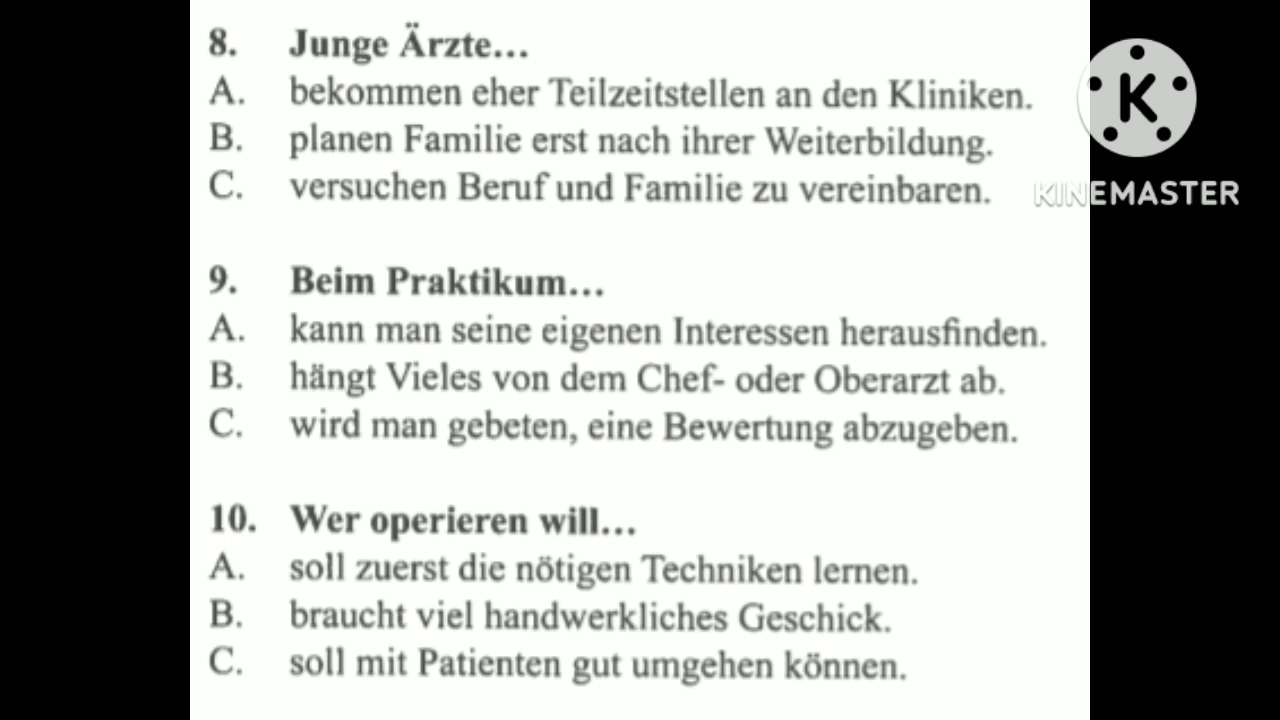 8. Junge Ärzte...
A. bekommen eher Teilzeitstellen an den Kliniken.
B. planen Familie erst nach ihrer Weiterbildung.
C. versuchen Beruf und Familie zu vereinbaren.
K
KINEMASTER
9. Beim Praktikum...
A. kann man seine eigenen Interessen herausfinden.
B. hängt Vieles von dem Chef- oder Oberarzt ab.
C. wird man gebeten, eine Bewertung abzugeben.
10. Wer operieren will...
A. soll zuerst die nötigen Techniken lernen.
B. braucht viel handwerkliches Geschick.
C. soll mit Patienten gut umgehen können.